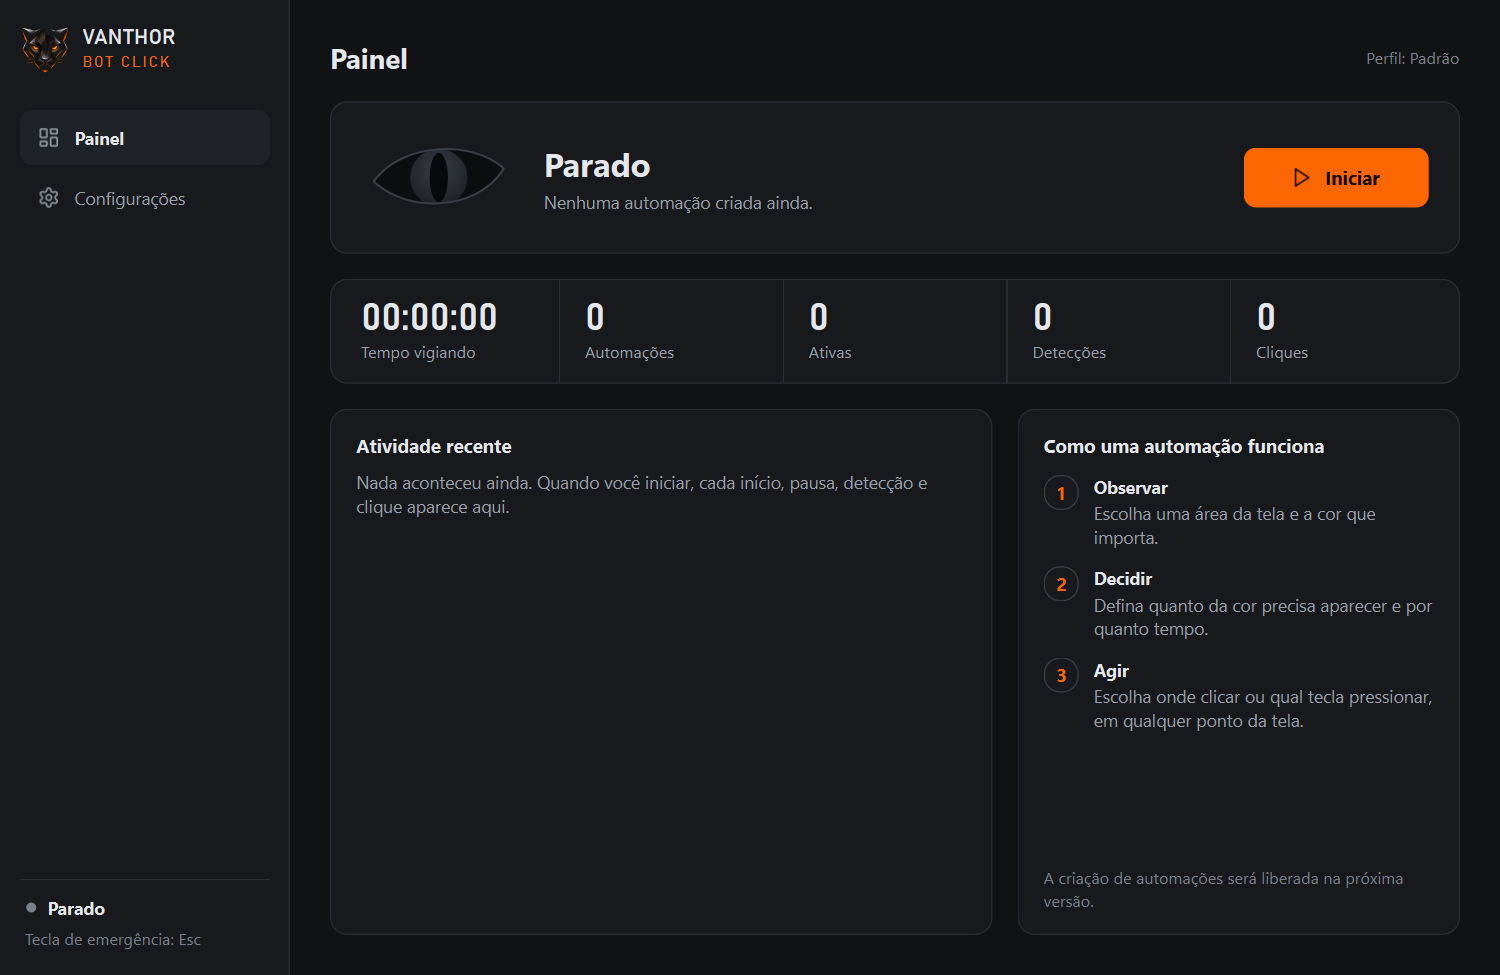 VANTHOR
BOT CLICK
Painel
Configurações
Parado
Tecla de emergência: Esc
Painel
Perfil: Padrão
Parado
Nenhuma automação criada ainda.
Iniciar
00:00:00
Tempo vigiando
0
Automações
0
Ativas
0
Detecções
0
Cliques
Atividade recente
Nada aconteceu ainda. Quando você iniciar, cada início, pausa, detecção e
clique aparece aqui.
Como uma automação funciona
1
Observar
Escolha uma área da tela e a cor que
importa.
2
Decidir
Defina quanto da cor precisa aparecer e por
quanto tempo.
3
Agir
Escolha onde clicar ou qual tecla pressionar,
em qualquer ponto da tela.
A criação de automações será liberada na próxima
versão.